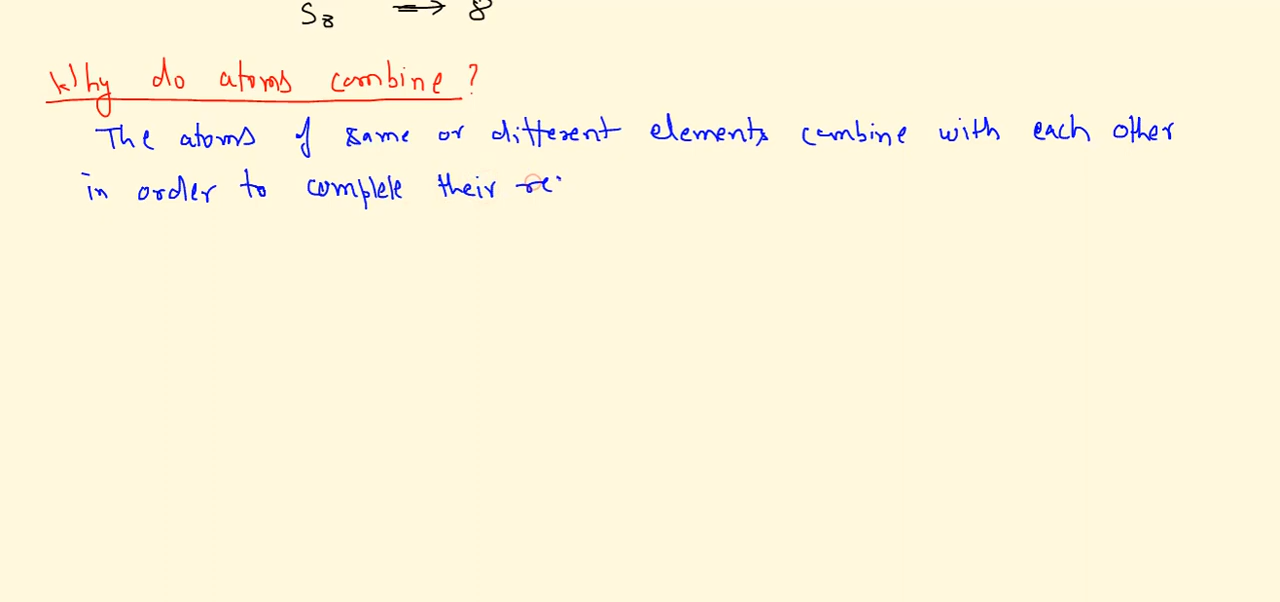 S8 ⟹ 8
Why do atoms combine?
The atoms of same or different elements combine with each other
in order to complete their